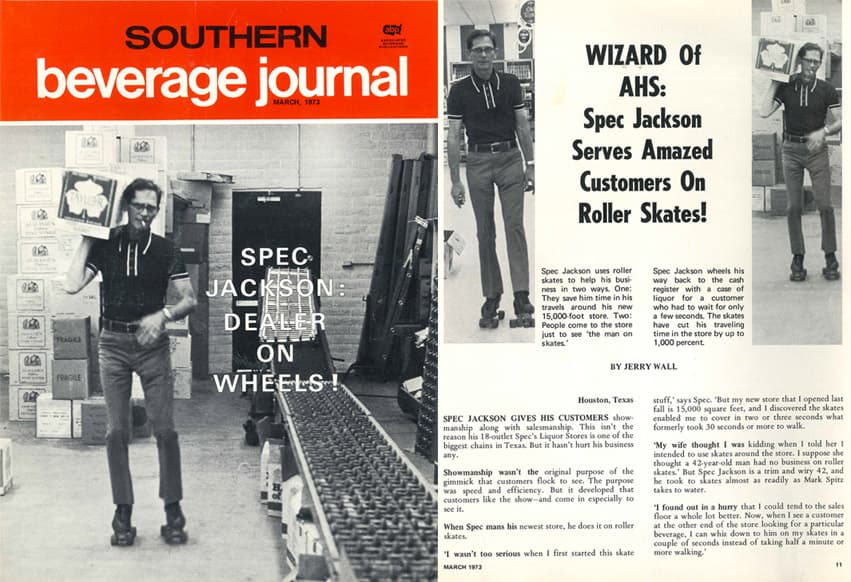 SOUTHERN
beverage journal
MARCH, 1973
abp
TAYLOR
FRAGILE
FRAGILE
SPEC
JACKSON:
DEALER
ON
WHEELS!
WIZARD Of
AHS:
Spec Jackson
Serves Amazed
Customers On
Roller Skates!
Spec Jackson uses roller
skates to help his busi-
ness in two ways. One:
They save him time in his
travels around his new
15,000-foot store. Two:
People come to the store
just to see ‘the man on
skates.’
Spec Jackson wheels his
way back to the cash
register with a case of
liquor for a customer
who had to wait for only
a few seconds. The skates
have cut his traveling
time in the store by up to
1,000 percent.
BY JERRY WALL
Houston, Texas
SPEC JACKSON GIVES HIS CUSTOMERS show-
manship along with salesmanship. This isn't the
reason his 18-outlet Spec's Liquor Stores is one of the
biggest chains in Texas. But it hasn't hurt his business
any.
Showmanship wasn't the original purpose of the
gimmick that customers flock to see. The purpose
was speed and efficiency. But it developed that
customers like the show—and come in especially to
see it.
When Spec mans his newest store, he does it on roller
skates.
‘I wasn't too serious when I first started this skate
stuff,’ says Spec. ‘But my new store that I opened last
fall is 15,000 square feet, and I discovered the skates
enabled me to cover in two or three seconds what
formerly took 30 seconds or more to walk.
‘My wife thought I was kidding when I told her I
intended to use skates around the store. I suppose she
thought a 42-year-old man had no business on roller
skates.’ But Spec Jackson is a trim and wiry 42, and
he took to skates almost as readily as Mark Spitz
takes to water.
‘I found out in a hurry that I could tend to the sales
floor a whole lot better. Now, when I see a customer
at the other end of the store looking for a particular
beverage, I can whiz down to him on my skates in a
couple of seconds instead of taking half a minute or
more walking.’
MARCH 1973
11